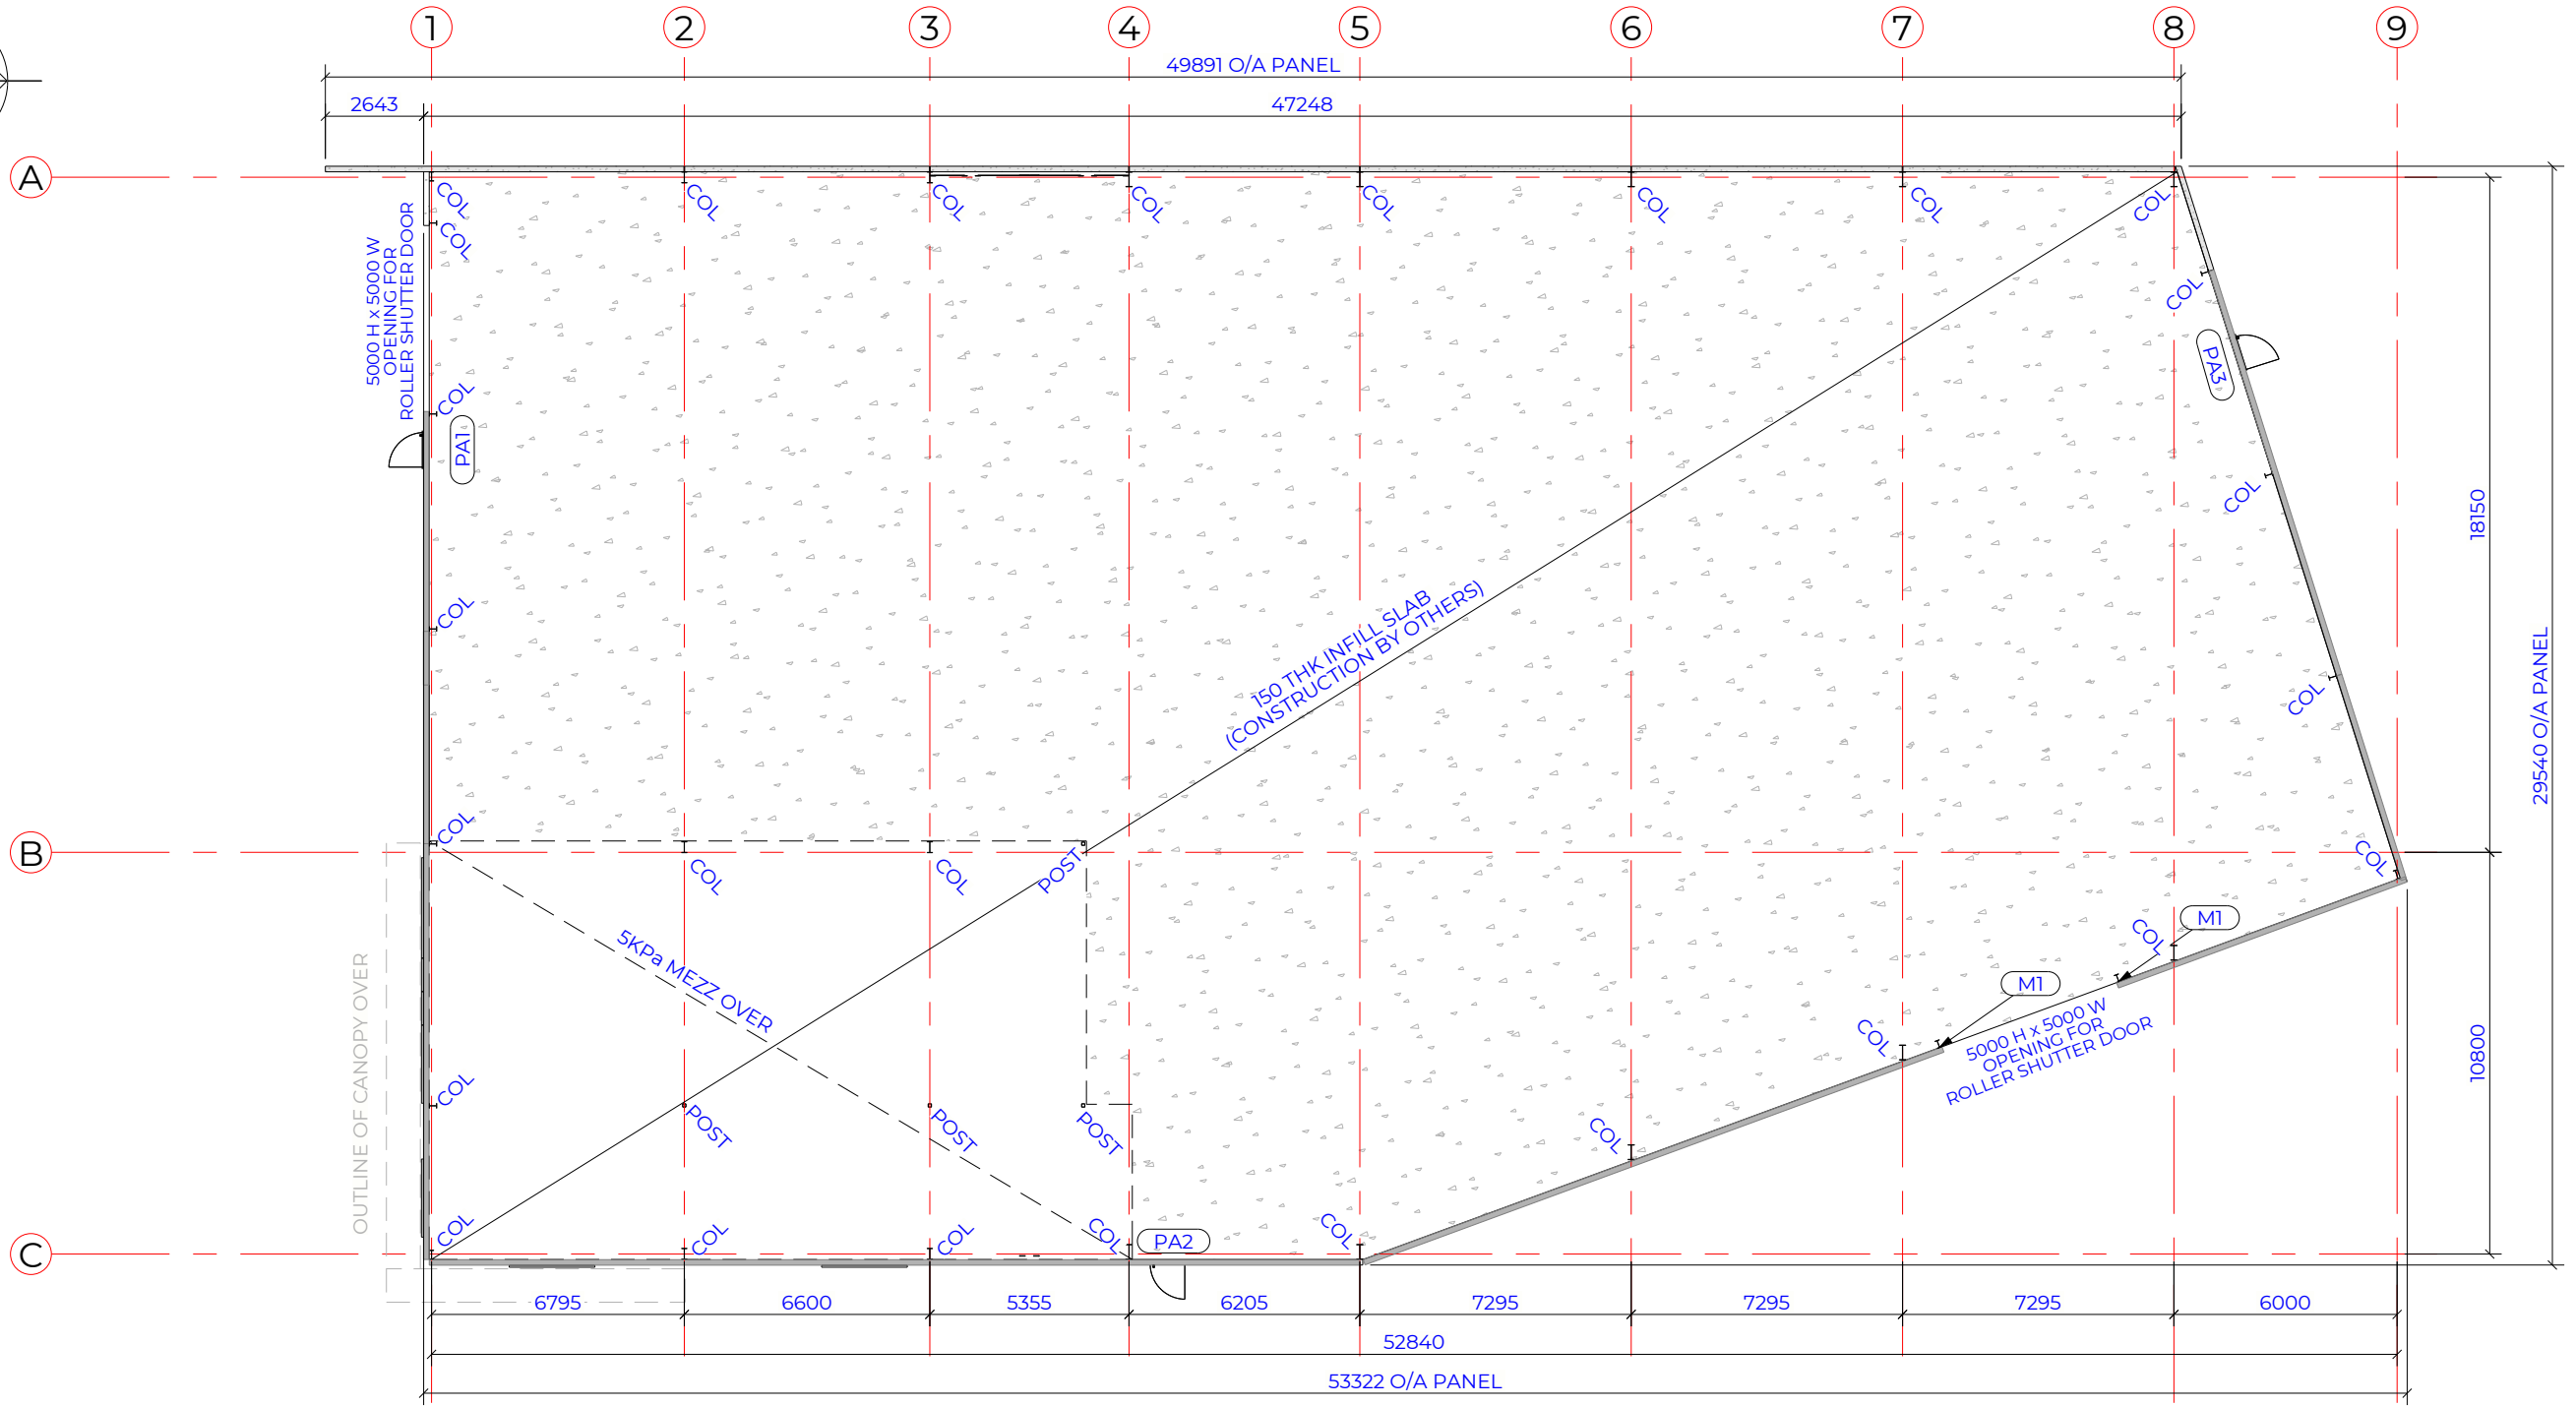 1
2
3
4
5
6
7
8
9
49891 O/A PANEL
2643
47248
A
COL
COL
COL
COL
COL
COL
COL
COL
COL
5000 H x 5000 W
OPENING FOR
ROLLER SHUTTER DOOR
COL
PA3
COL
PA1
COL
18150
COL
150 THK INFILL SLAB
(CONSTRUCTION BY OTHERS)
COL
29540 O/A PANEL
B
COL
COL
COL
POST
COL
5KPa MEZZ OVER
M1
COL
M1
OUTLINE OF CANOPY OVER
COL
5000 H x 5000 W
OPENING FOR
ROLLER SHUTTER DOOR
10800
COL
POST
POST
POST
COL
C
COL
COL
COL
COL
PA2
COL
6795
6600
5355
6205
7295
7295
7295
6000
52840
53322 O/A PANEL